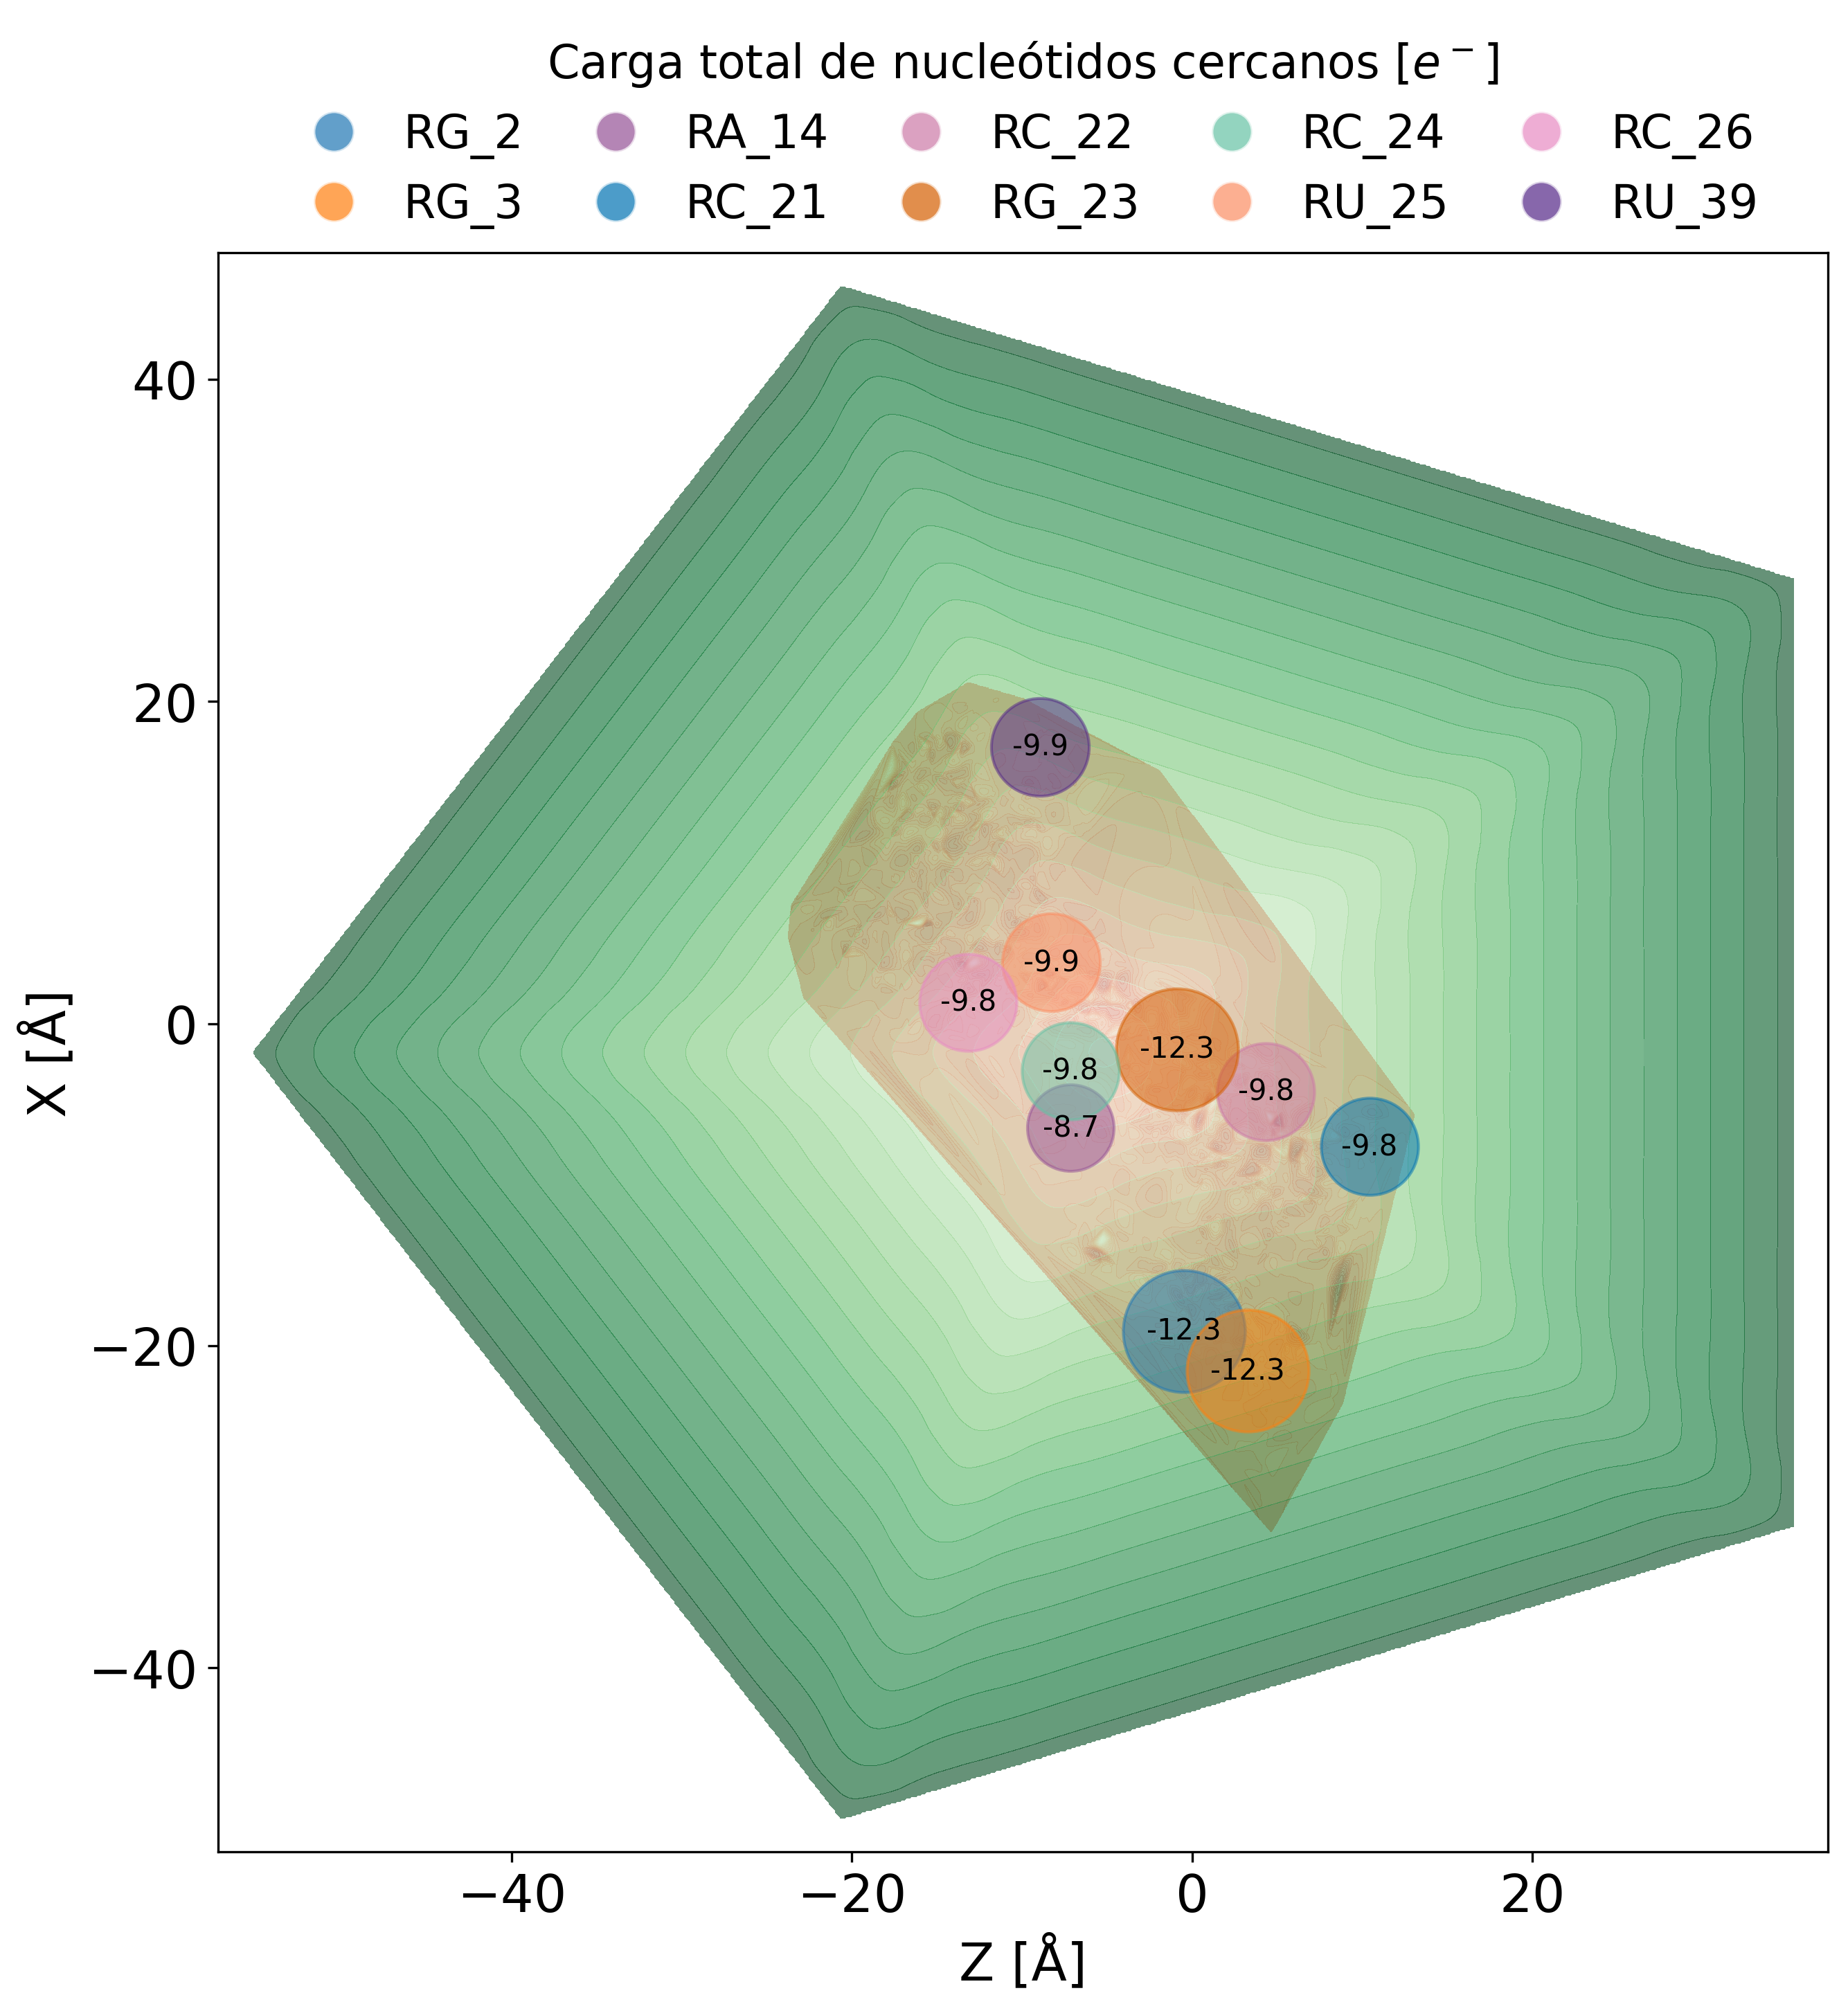 Carga total de nucleótidos cercanos [e⁻]
RG_2 RA_14 RC_22 RC_24 RC_26
RG_3 RC_21 RG_23 RU_25 RU_39
40
20
0
−20
−40
X [Å]
-9.9
-9.9
-9.8
-12.3
-9.8
-9.8
-8.7
-9.8
-12.3
-12.3
−40 −20 0 20
Z [Å]